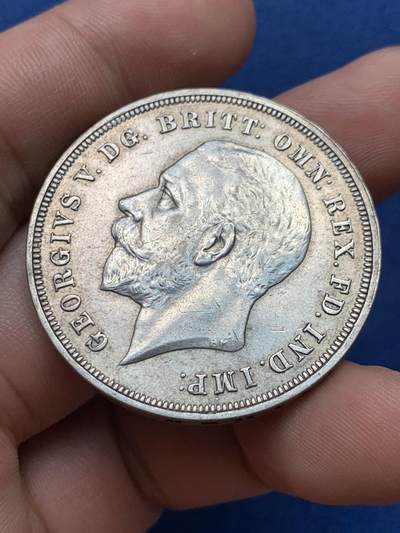 GEORGIVS V. DG. BRITT: OMN: REX. FD. IND. IMP: